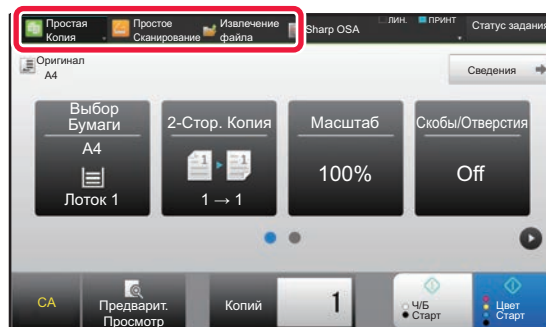 Простая
Копия
Простое
Сканирование
Извлечение
файла
Sharp OSA
ЛИН.
ПРИНТ
Статус задания
Оригинал
A4
Сведения
Выбор
Бумаги
A4
Лоток 1
2-Стор. Копия
1
1
1 → 1
Масштаб
100%
Скобы/Отверстия
Off
CA
Предварит.
Просмотр
Копий
1
Ч/Б
Старт
Цвет
Старт